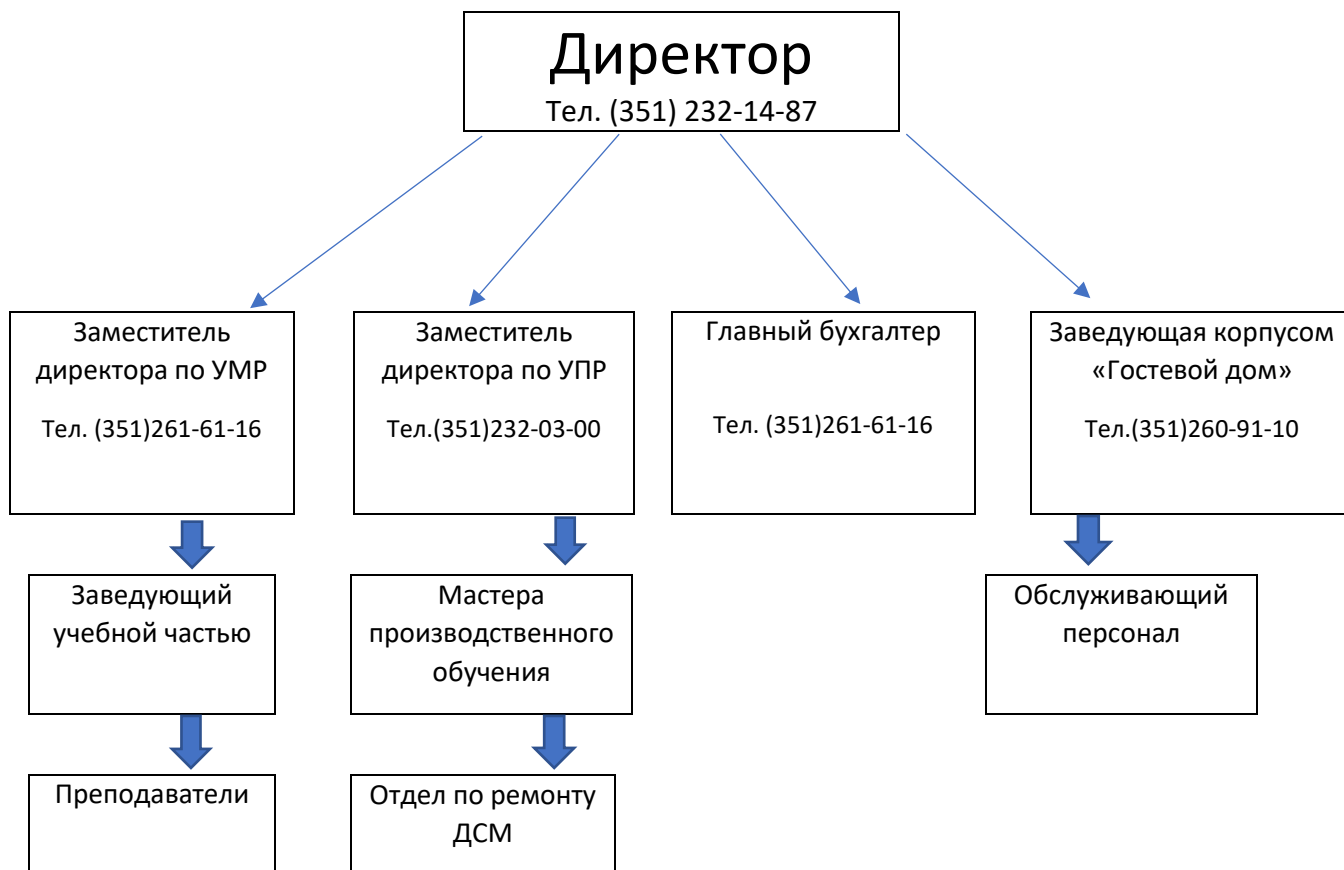 Директор
Тел. (351) 232-14-87
Заместитель
директора по УМР
Тел. (351)261-61-16
Заместитель
директора по УПР
Тел.(351)232-03-00
Главный бухгалтер
Тел. (351)261-61-16
Заведующая корпусом
«Гостевой дом»
Тел.(351)260-91-10
Заведующий
учебной частью
Мастера
производственного
обучения
Обслуживающий
персонал
Преподаватели
Отдел по ремонту
ДСМ